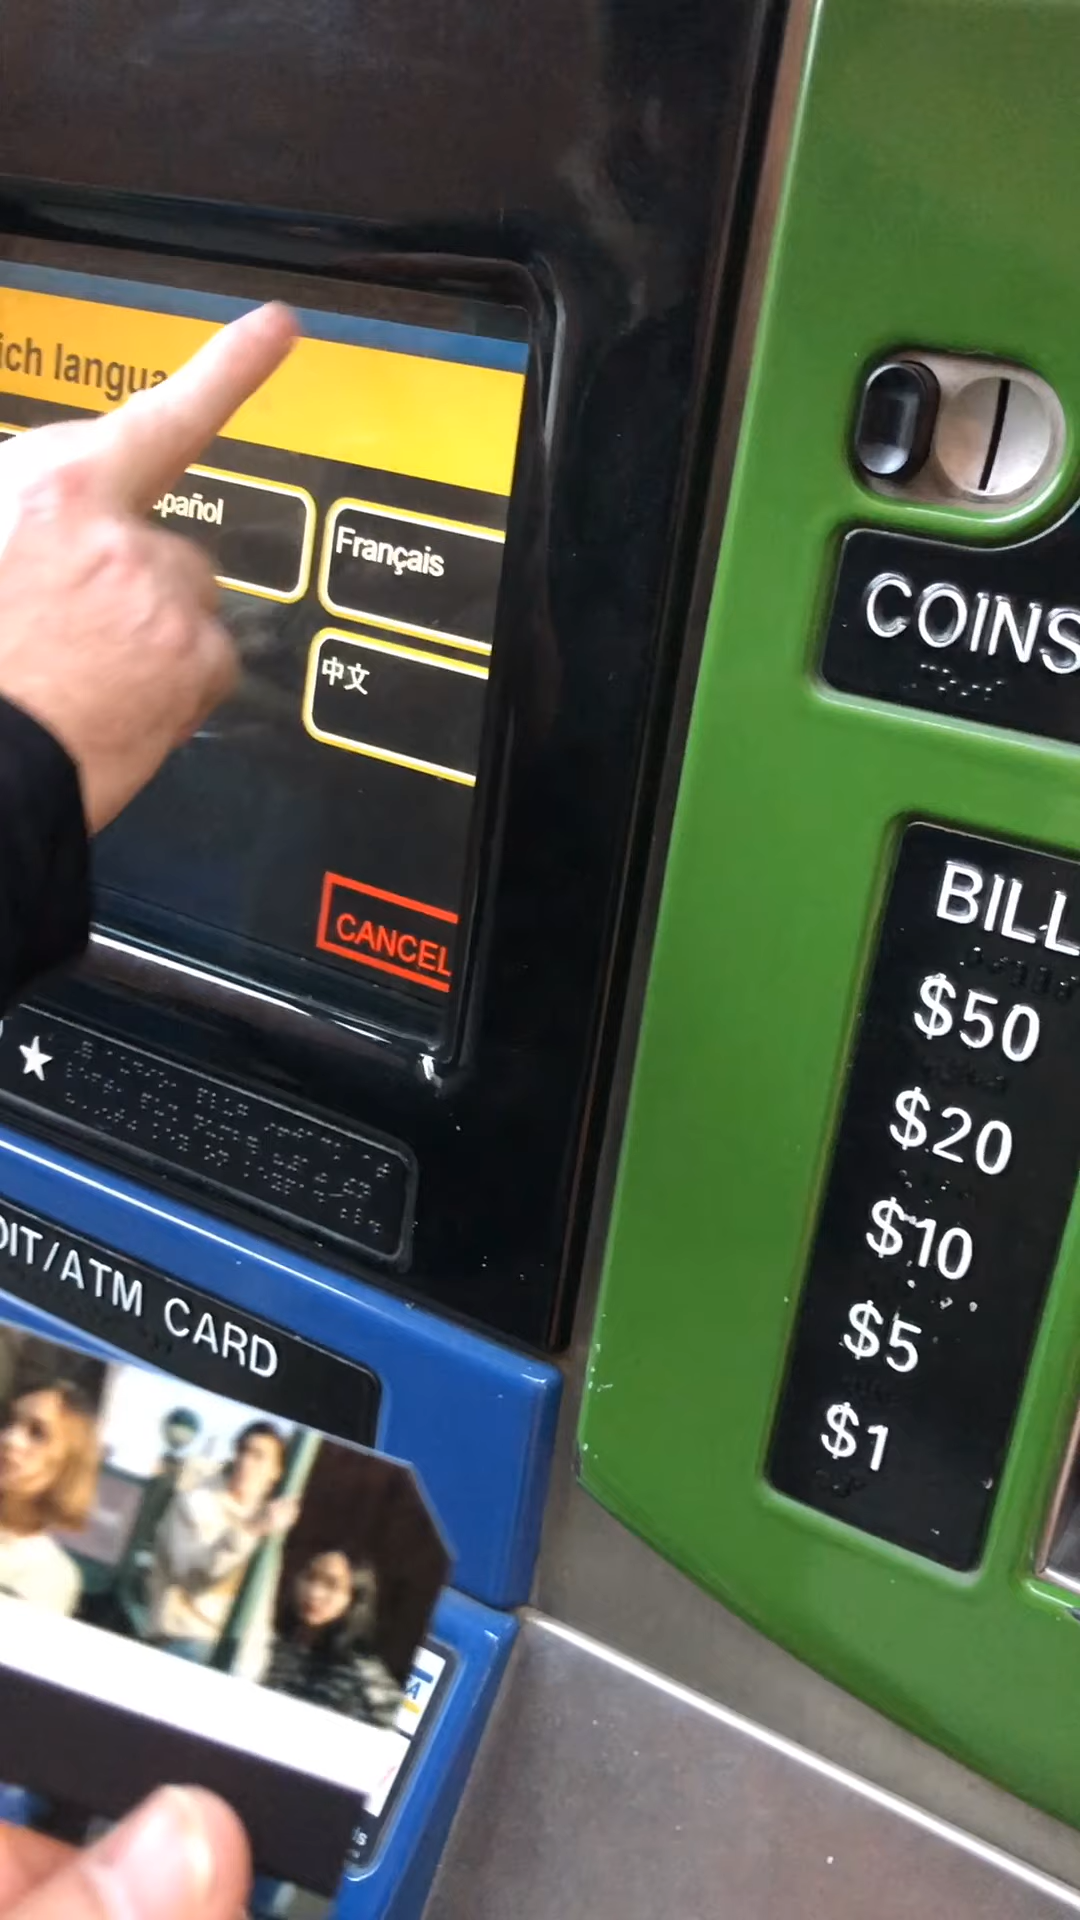 ich langua
pañol
Français
中文
CANCEL
COINS
BILL
$50
$20
$10
$5
$1
DIT/ATM CARD